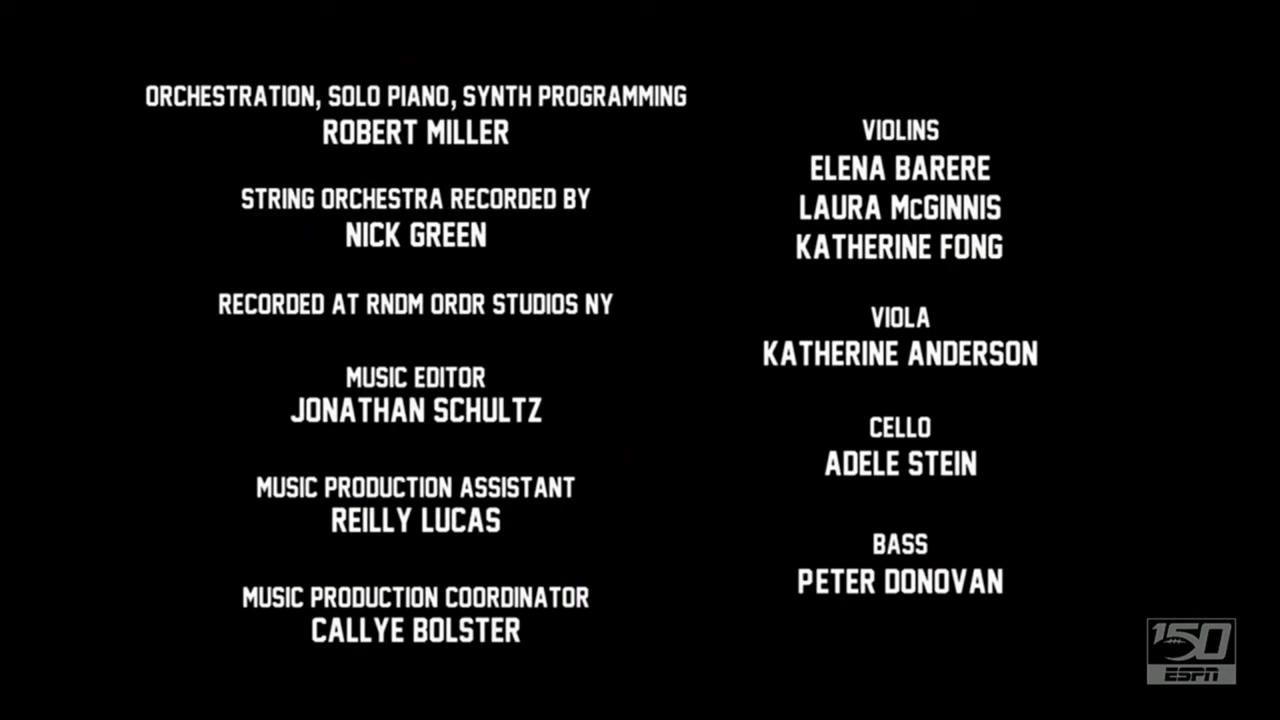 ORCHESTRATION, SOLO PIANO, SYNTH PROGRAMMING
ROBERT MILLER
STRING ORCHESTRA RECORDED BY
NICK GREEN
RECORDED AT RNDM ORDR STUDIOS NY
MUSIC EDITOR
JONATHAN SCHULTZ
MUSIC PRODUCTION ASSISTANT
REILLY LUCAS
MUSIC PRODUCTION COORDINATOR
CALLYE BOLSTER
VIOLINS
ELENA BARERE
LAURA McGINNIS
KATHERINE FONG
VIOLA
KATHERINE ANDERSON
CELLO
ADELE STEIN
BASS
PETER DONOVAN
150
ESPN